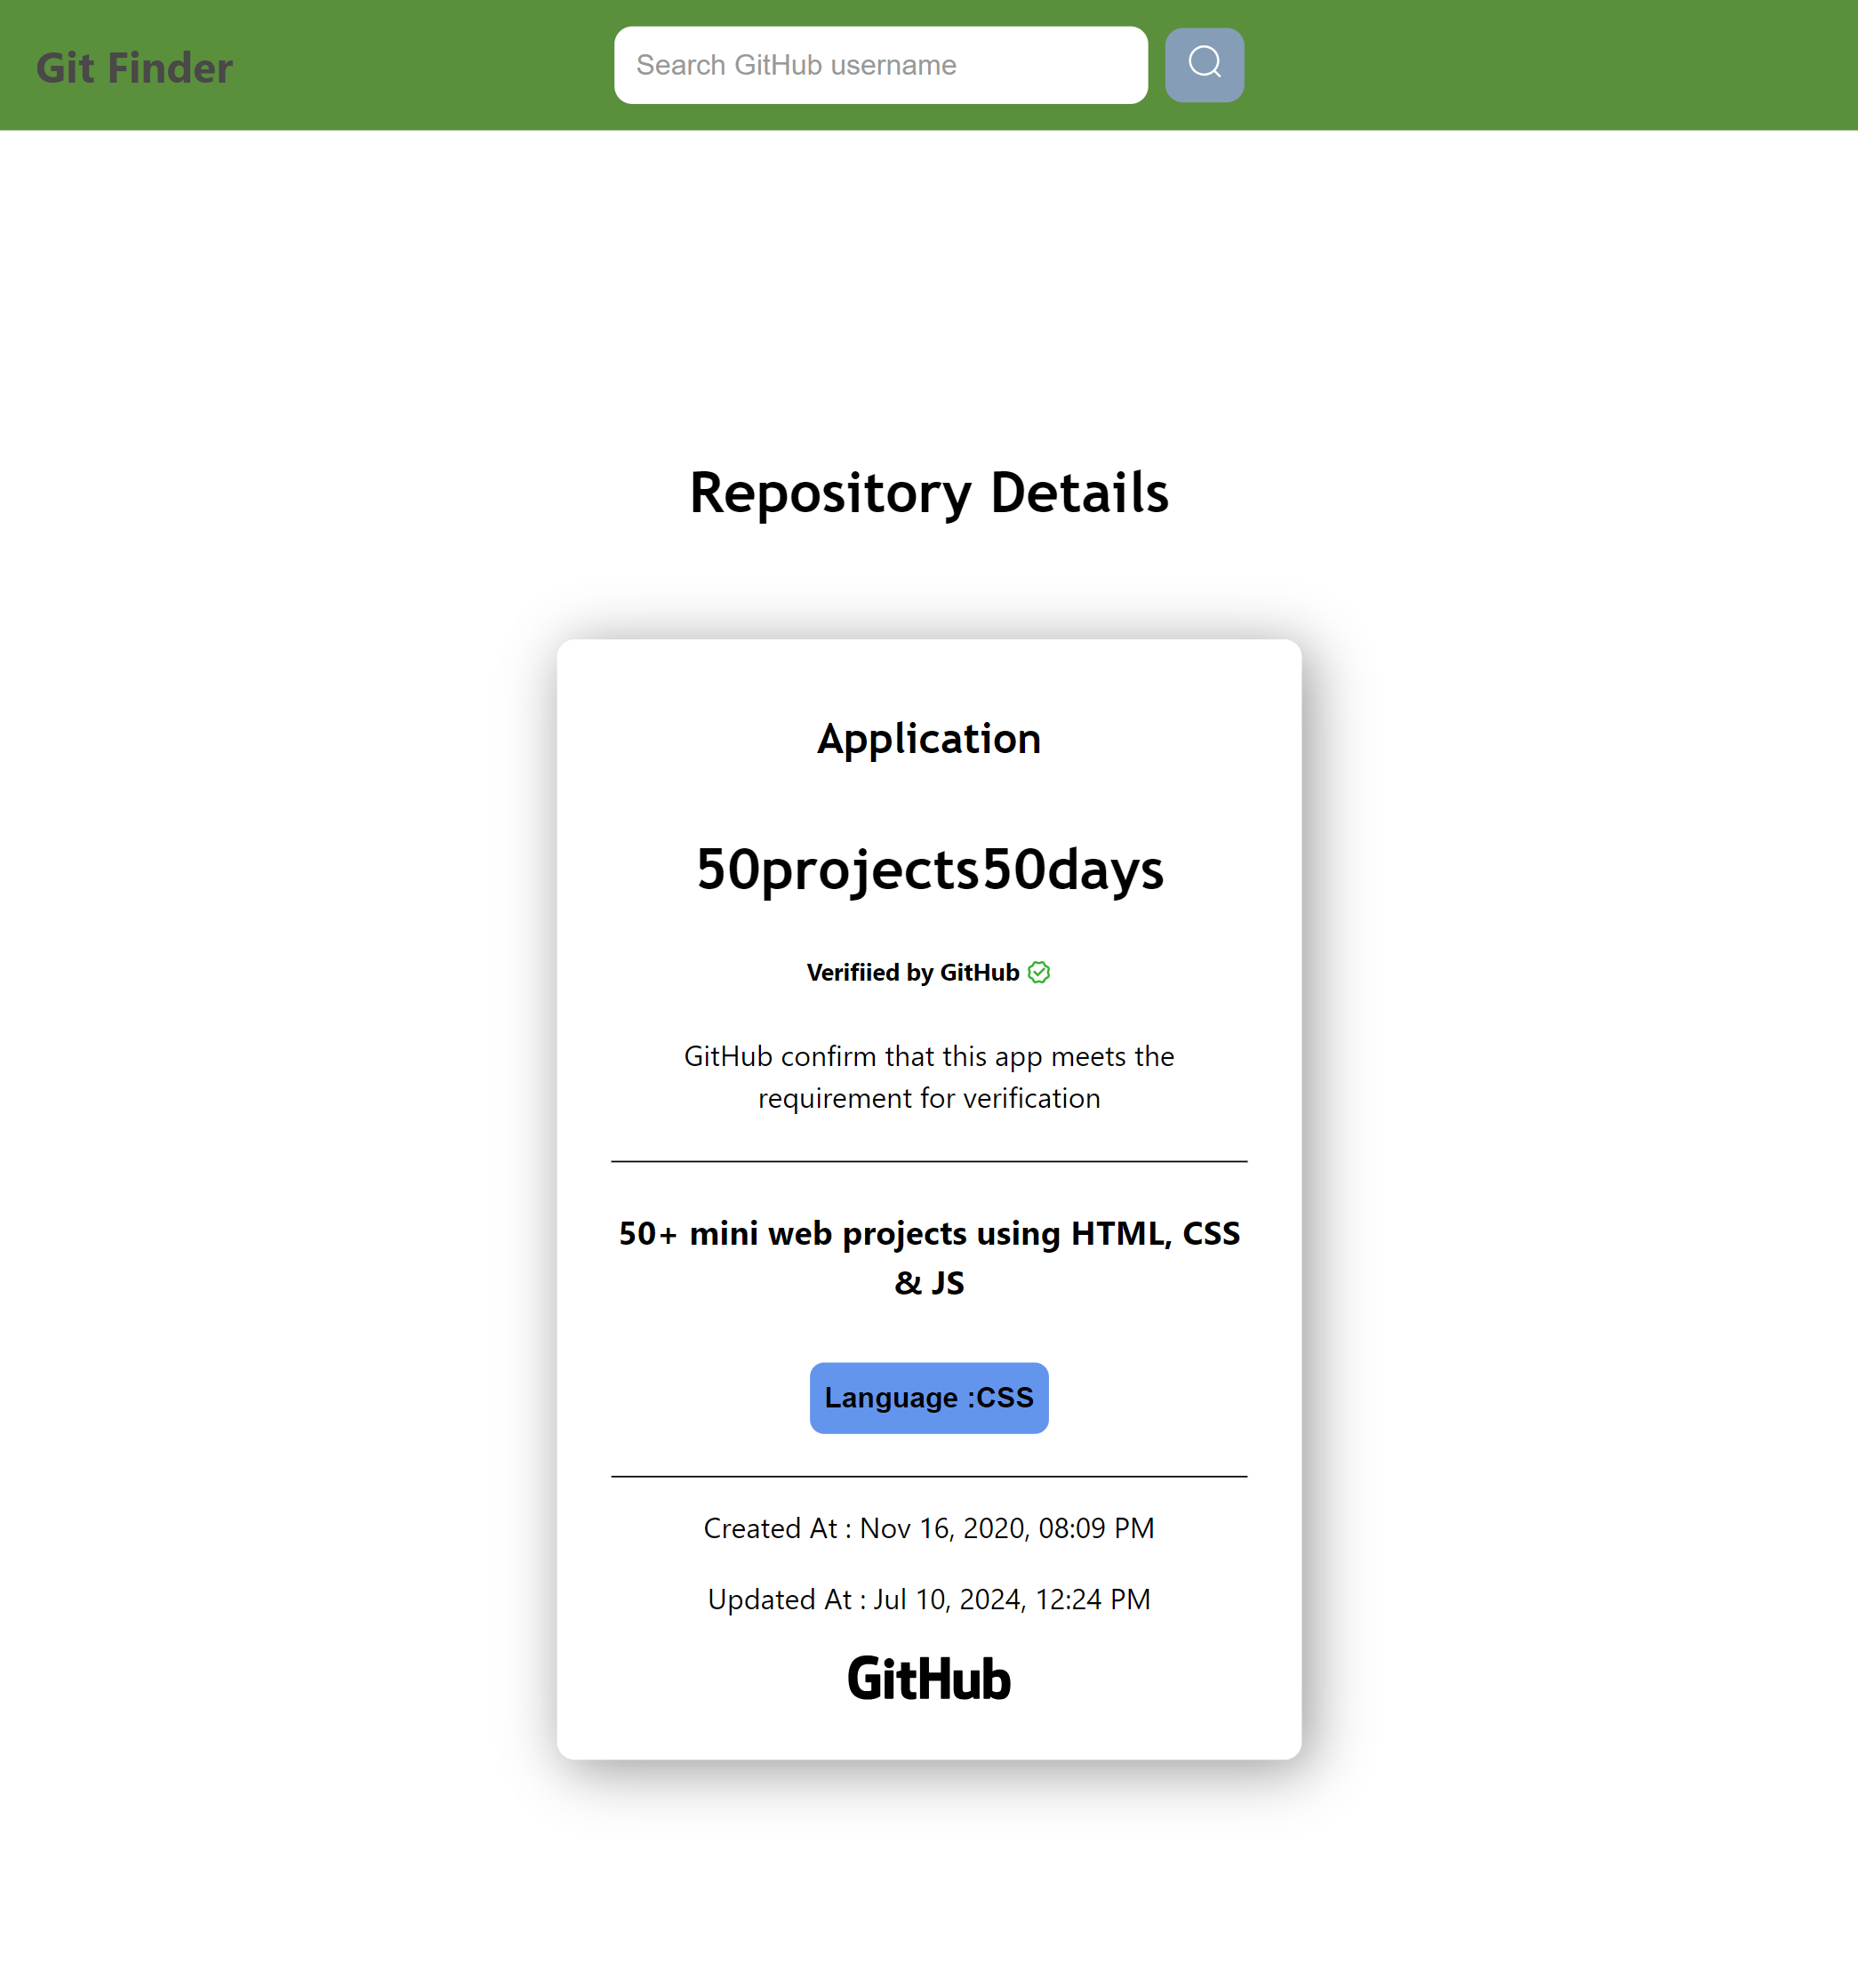 Git Finder
Search GitHub username
Repository Details
Application
50projects50days
Verifiied by GitHub
GitHub confirm that this app meets the
requirement for verification
50+ mini web projects using HTML, CSS
& JS
Language :CSS
Created At : Nov 16, 2020, 08:09 PM
Updated At : Jul 10, 2024, 12:24 PM
GitHub